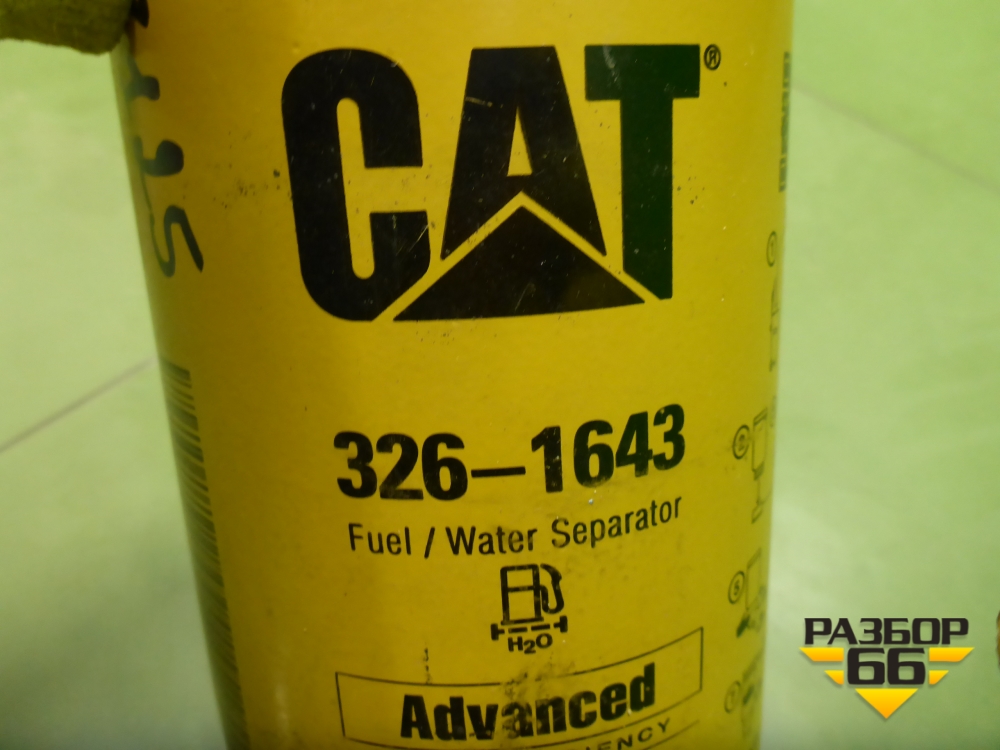 CAT®
326-1643
Fuel / Water Separator
H₂O
Advanced
РАЗБОР
66